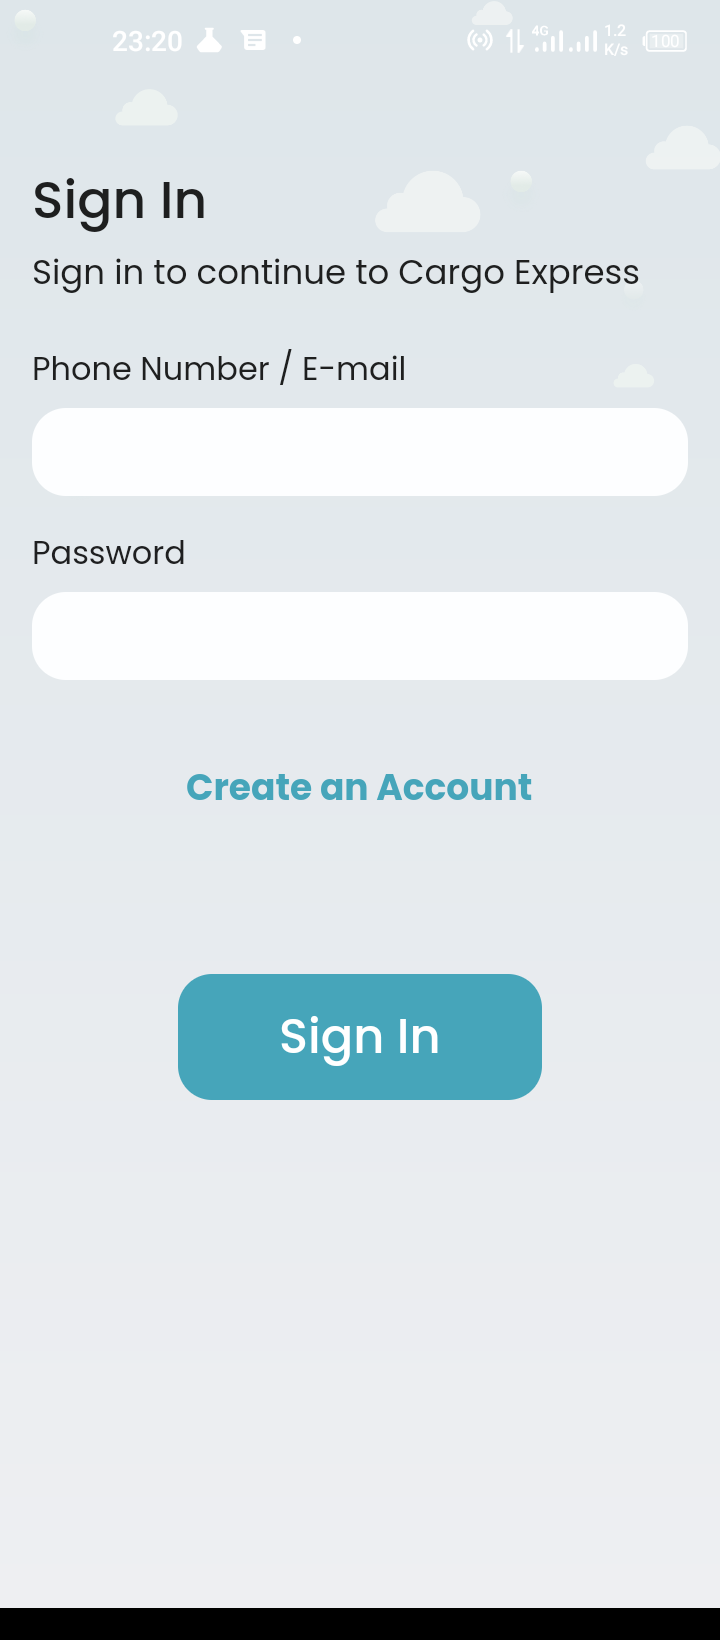 23:20
4G
1.2
K/s
100
Sign In
Sign in to continue to Cargo Express
Phone Number / E-mail
Password
Create an Account
Sign In